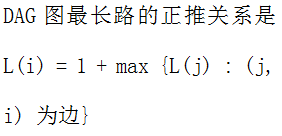 DAG 图最长路的正推关系是
L(i) = 1 + max {L(j) : (j,
i) 为边}